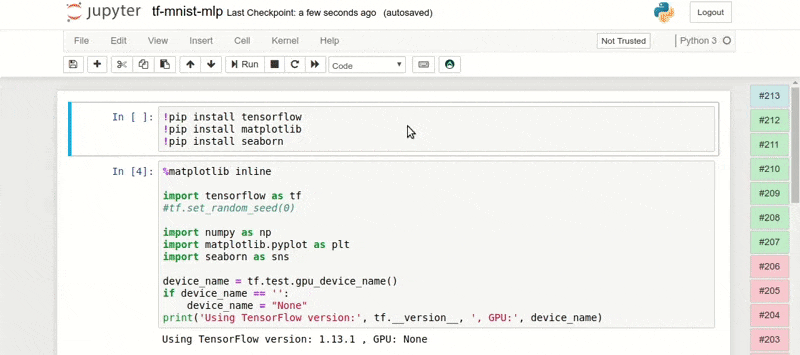 jupyter tf-mnist-mlp Last Checkpoint: a few seconds ago (autosaved) Logout
File Edit View Insert Cell Kernel Help Not Trusted Python 3
Run Code
In [ ]: !pip install tensorflow
!pip install matplotlib
!pip install seaborn
In [4]: %matplotlib inline
import tensorflow as tf
#tf.set_random_seed(0)
import numpy as np
import matplotlib.pyplot as plt
import seaborn as sns
device_name = tf.test.gpu_device_name()
if device_name == '':
    device_name = "None"
print('Using TensorFlow version:', tf.__version__, ', GPU:', device_name)
Using TensorFlow version: 1.13.1 , GPU: None
#213
#212
#211
#210
#209
#208
#207
#206
#205
#204
#203